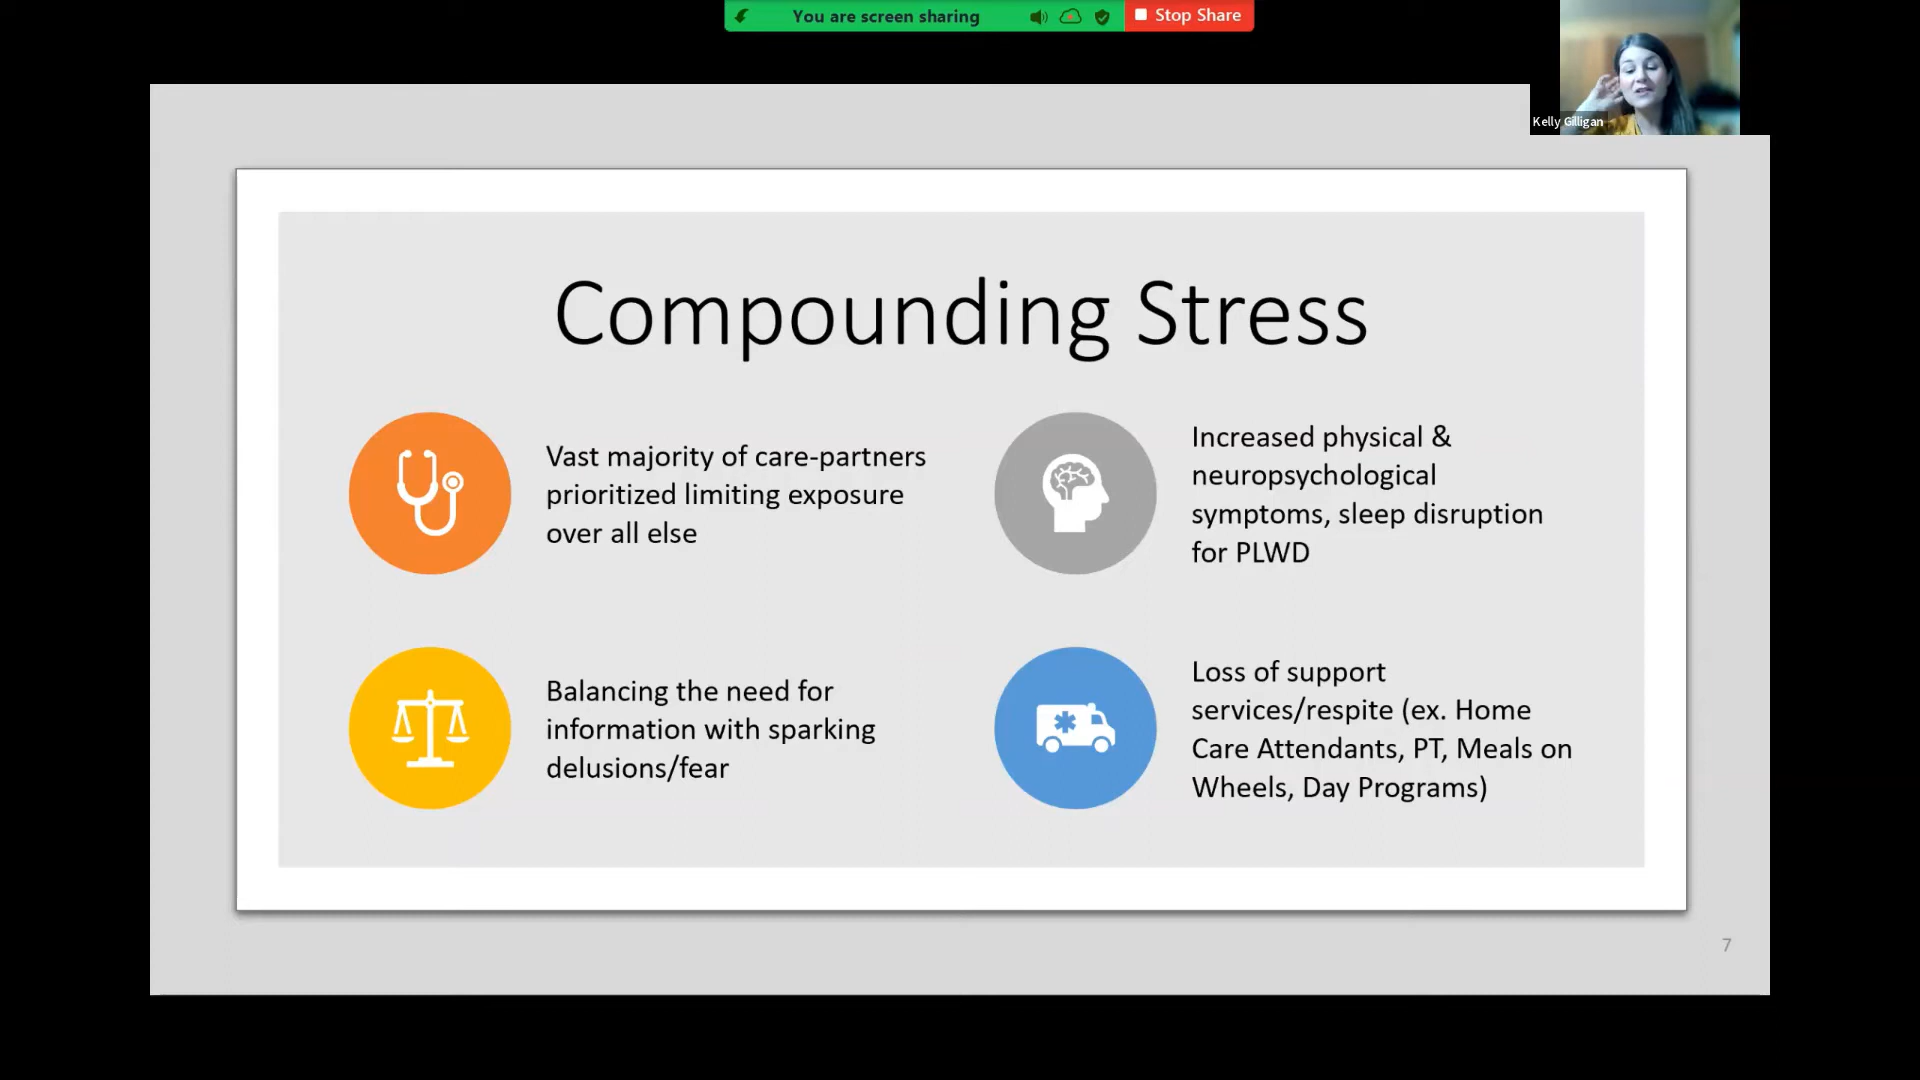 You are screen sharing
Stop Share
Kelly Gilligan
Compounding Stress
Vast majority of care-partners
prioritized limiting exposure
over all else
Increased physical &
neuropsychological
symptoms, sleep disruption
for PLWD
Balancing the need for
information with sparking
delusions/fear
Loss of support
services/respite (ex. Home
Care Attendants, PT, Meals on
Wheels, Day Programs)
7